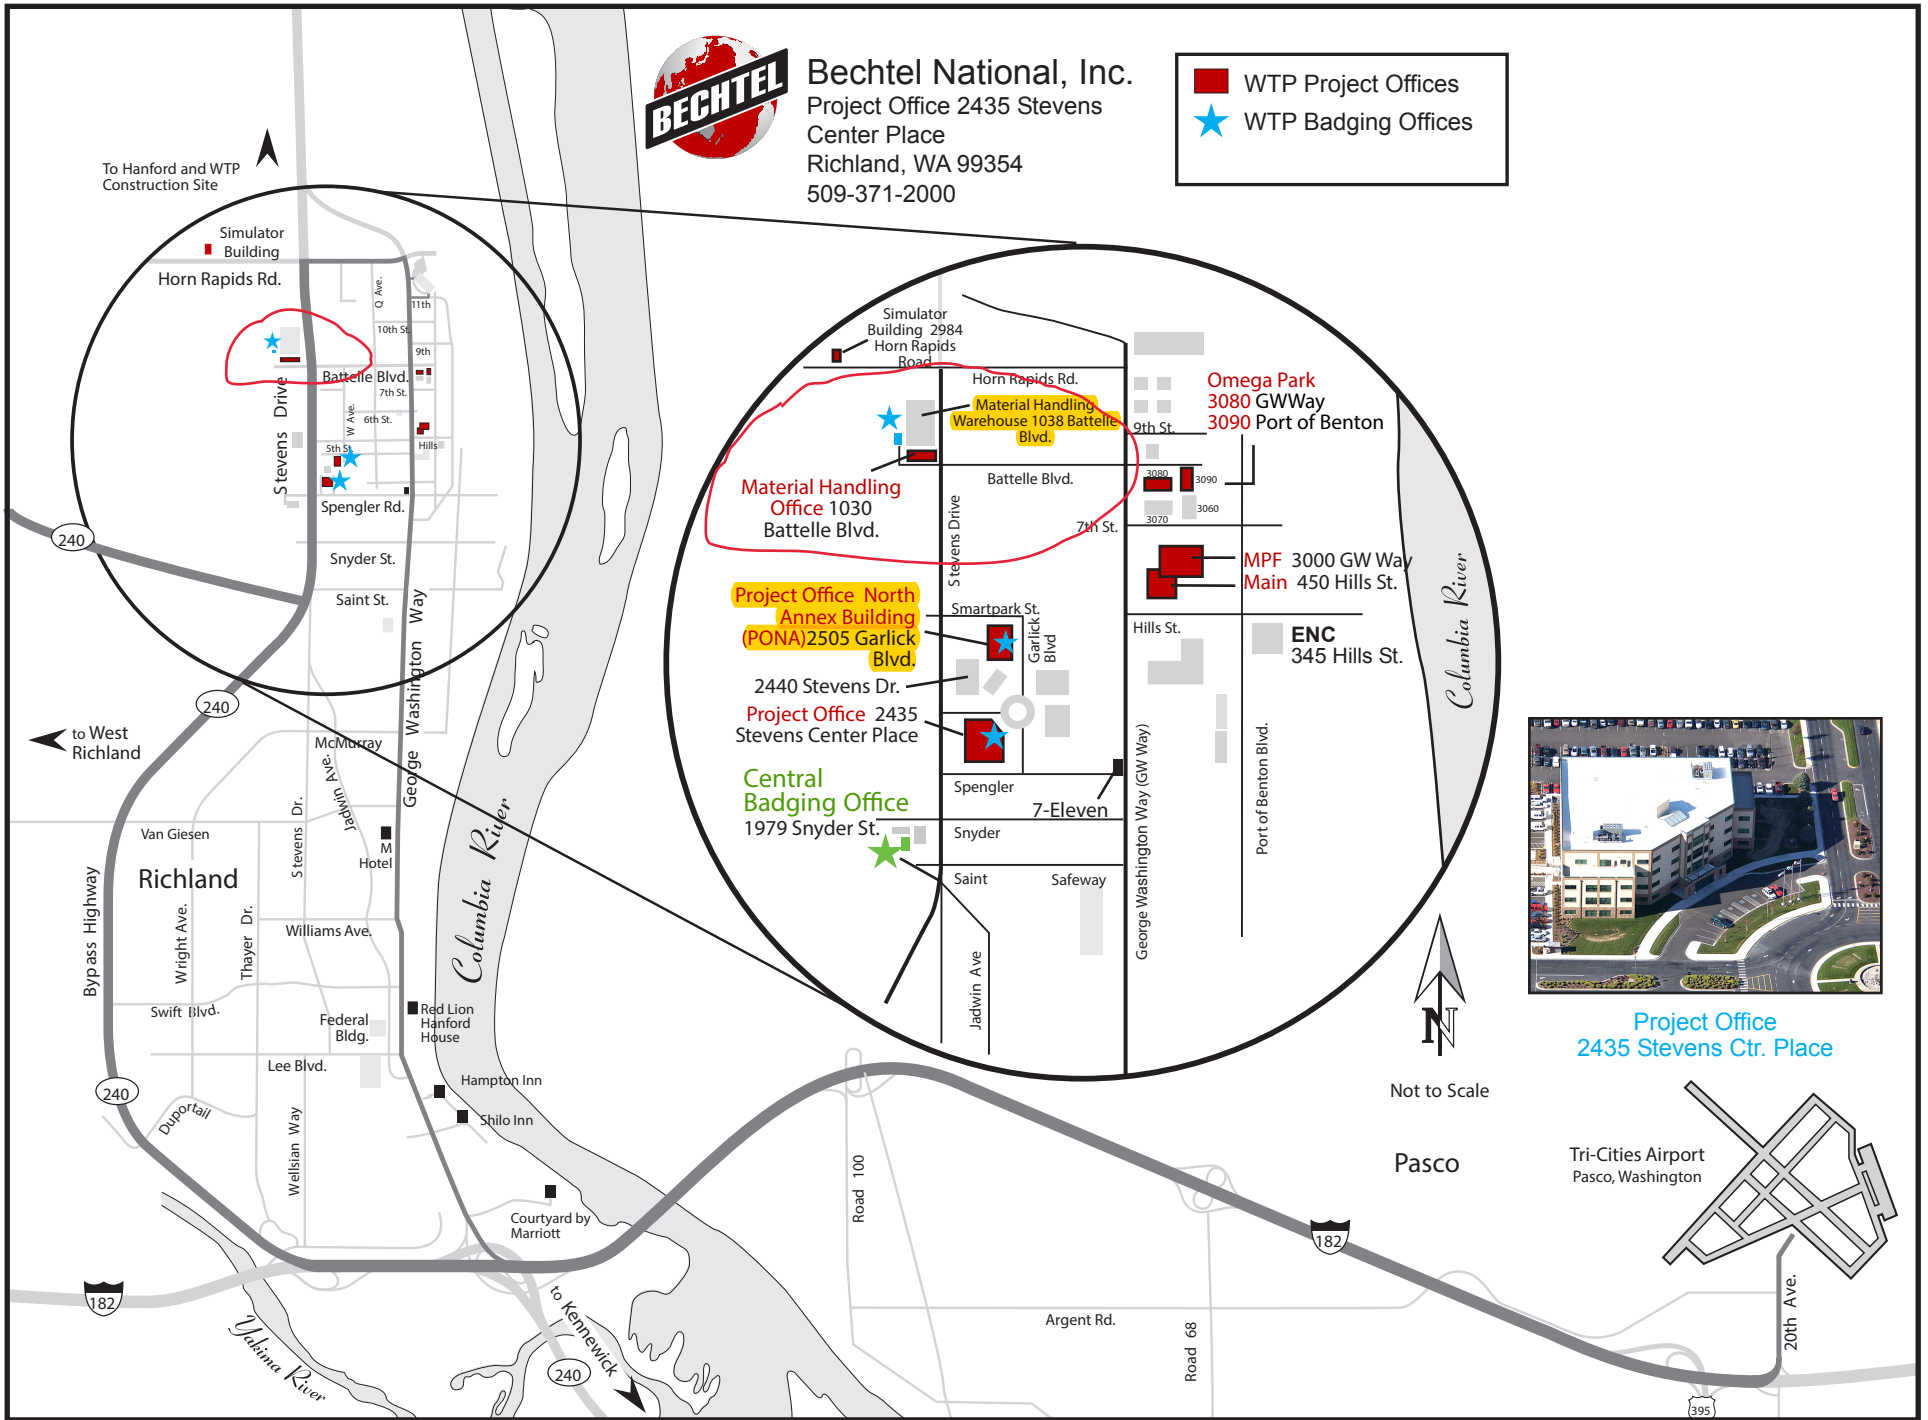 BECHTEL
Bechtel National, Inc.
Project Office 2435 Stevens
Center Place
Richland, WA 99354
509-371-2000
WTP Project Offices
WTP Badging Offices
To Hanford and WTP
Construction Site
Simulator
Building
Horn Rapids Rd.
Q Ave.
11th
10th St.
9th
Battelle Blvd.
7th St.
W Ave.
6th St.
Hills
5th St.
Stevens Drive
Spengler Rd.
240
Snyder St.
Saint St.
240
George Washington Way
to West
Richland
McMurray
Jadwin Ave.
Stevens Dr.
Van Giesen
M
Hotel
Richland
Bypass Highway
Wright Ave.
Thayer Dr.
Williams Ave.
Columbia River
Swift Blvd.
Federal
Bldg.
Red Lion
Hanford
House
Lee Blvd.
240
Duportail
Wellsian Way
Hampton Inn
Shilo Inn
Courtyard by
Marriott
182
Yakima River
to Kennewick
240
Simulator
Building 2984
Horn Rapids
Road
Horn Rapids Rd.
Material Handling
Warehouse 1038 Battelle
Blvd.
Omega Park
3080 GWWay
3090 Port of Benton
9th St.
Battelle Blvd.
3080
3090
3060
3070
Material Handling
Office 1030
Battelle Blvd.
Stevens Drive
7th St.
MPF 3000 GW Way
Main 450 Hills St.
Project Office North
Annex Building
(PONA)2505 Garlick
Blvd.
Smartpark St.
Garlick
Blvd
Hills St.
ENC
345 Hills St.
2440 Stevens Dr.
Project Office 2435
Stevens Center Place
Columbia River
Central
Badging Office
1979 Snyder St.
Spengler
7-Eleven
Snyder
Saint
Safeway
George Washington Way (GW Way)
Port of Benton Blvd.
Jadwin Ave
N
Not to Scale
Project Office
2435 Stevens Ctr. Place
Pasco
Tri-Cities Airport
Pasco, Washington
Road 100
182
Argent Rd.
Road 68
20th Ave.
395